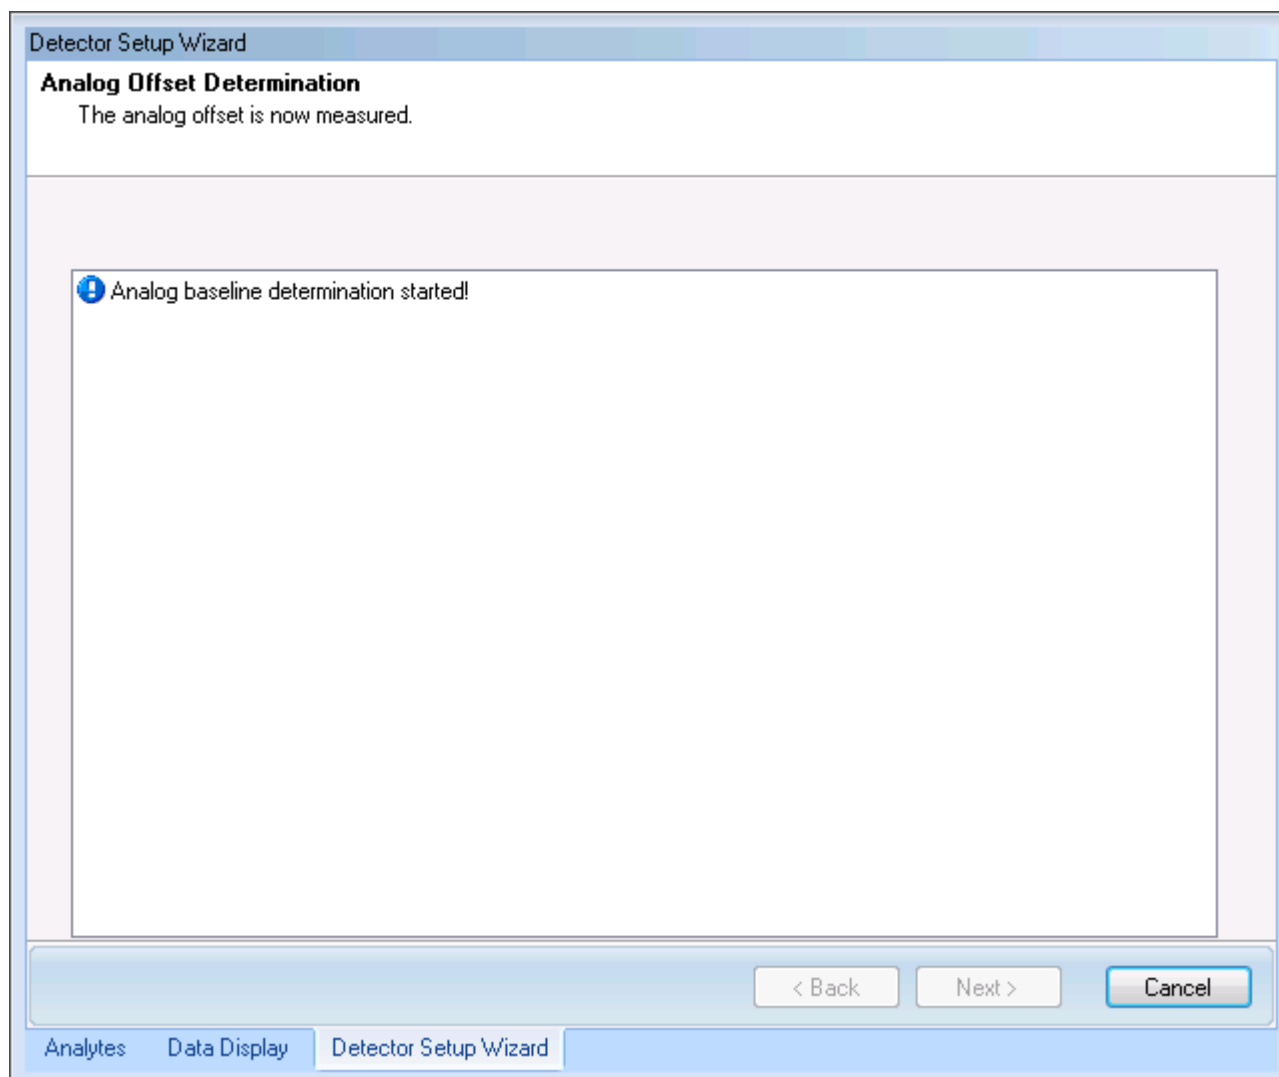 Detector Setup Wizard
Analog Offset Determination
The analog offset is now measured.
Analog baseline determination started!
< Back Next > Cancel
Analytes Data Display Detector Setup Wizard